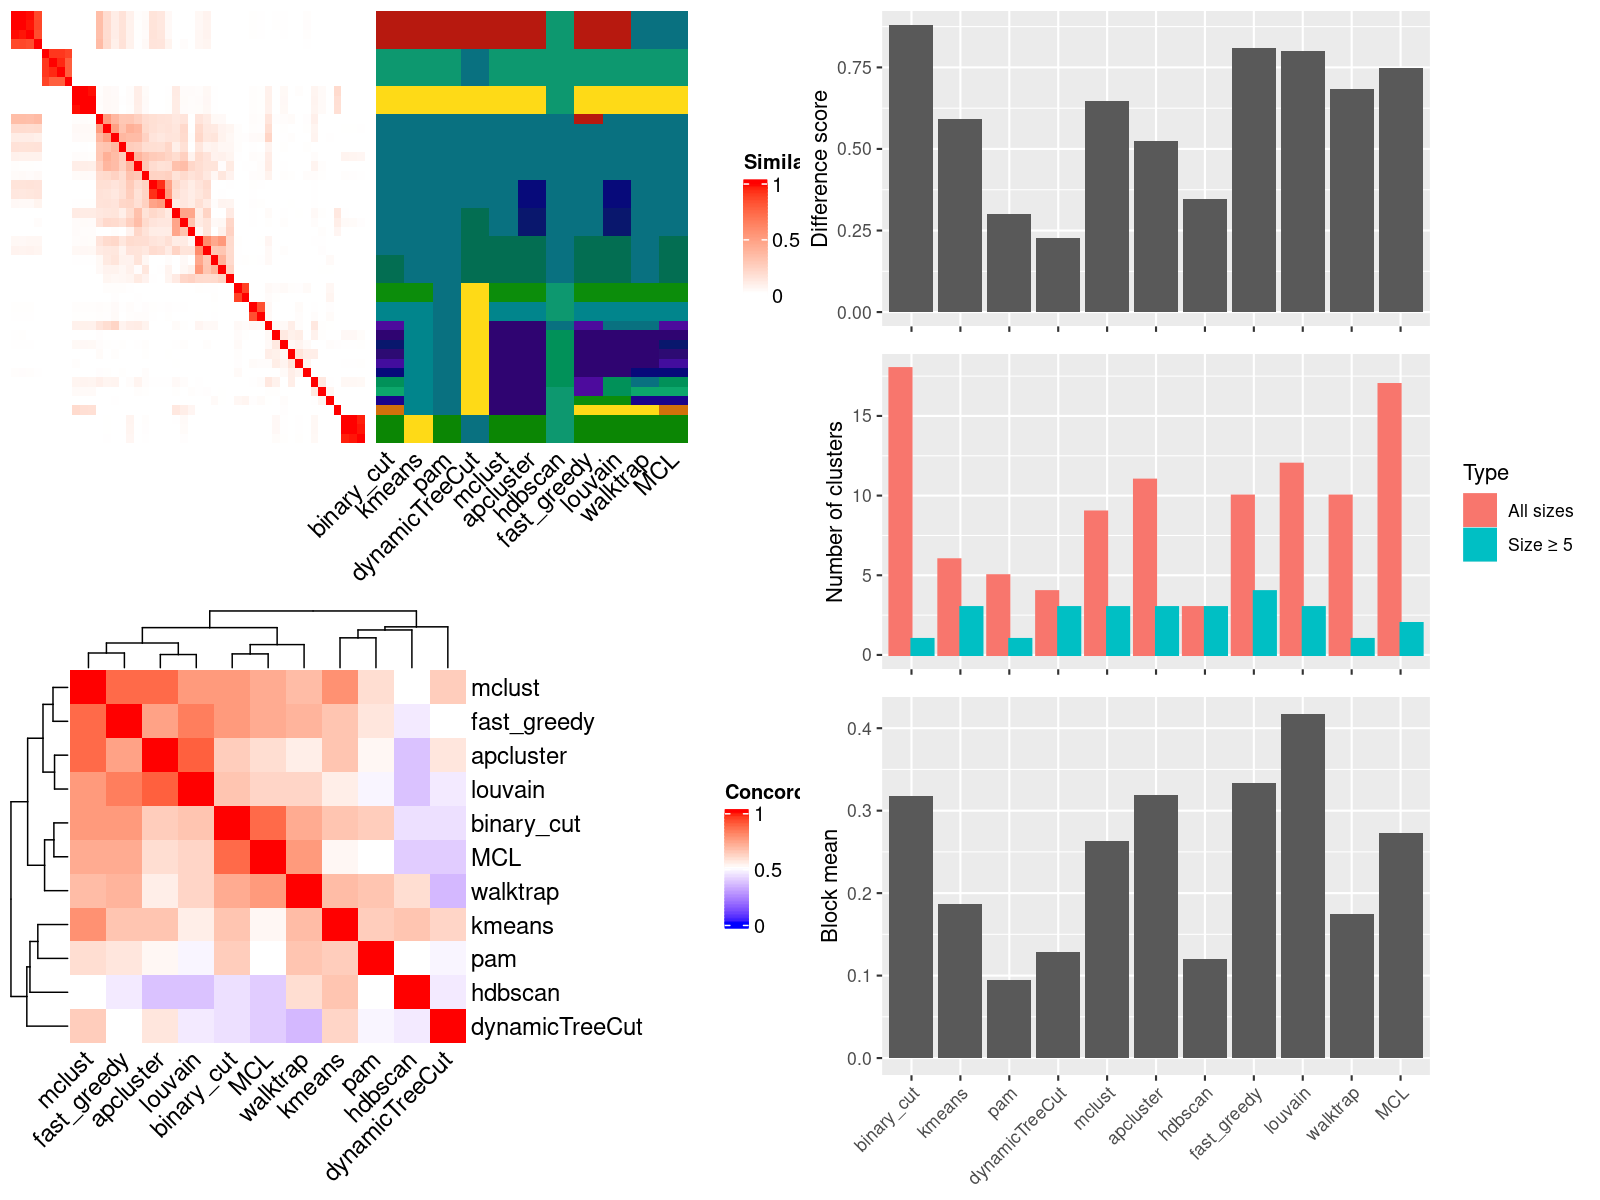 Simila
1
0.5
0
binary_cut
kmeans
pam
dynamicTreeCut
mclust
apcluster
hdbscan
fast_greedy
louvain
walktrap
MCL
mclust
fast_greedy
apcluster
louvain
binary_cut
MCL
walktrap
kmeans
pam
hdbscan
dynamicTreeCut
mclust
fast_greedy
apcluster
louvain
binary_cut
MCL
walktrap
kmeans
pam
hdbscan
dynamicTreeCut
Concord
1
0.5
0
Difference score
0.75
0.50
0.25
0.00
Number of clusters
15
10
5
0
Type
All sizes
Size ≥ 5
Block mean
0.4
0.3
0.2
0.1
0.0
binary_cut
kmeans
pam
dynamicTreeCut
mclust
apcluster
hdbscan
fast_greedy
louvain
walktrap
MCL